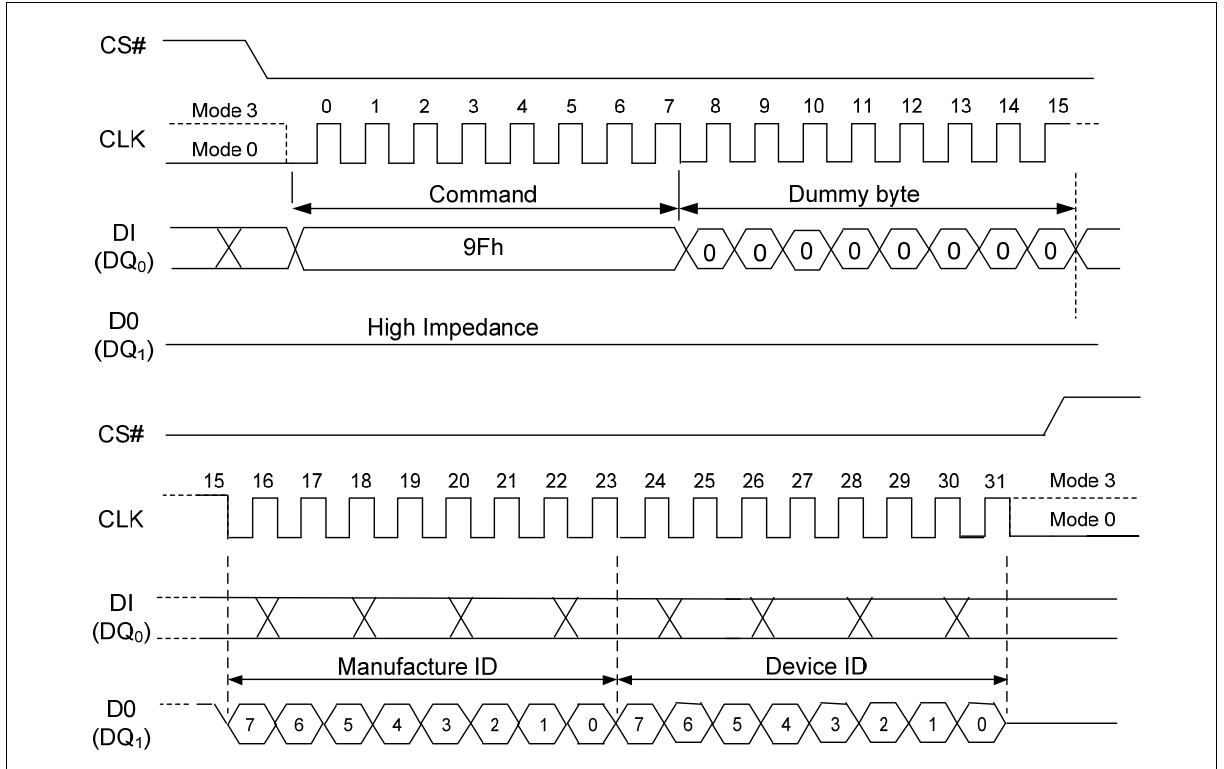 CS#
Mode 3
0 1 2 3 4 5 6 7 8 9 10 11 12 13 14 15
CLK
Mode 0
Command
Dummy byte
DI
(DQ0)
9Fh
0 0 0 0 0 0 0 0
D0
(DQ1)
High Impedance
CS#
15 16 17 18 19 20 21 22 23 24 25 26 27 28 29 30 31
Mode 3
CLK
Mode 0
DI
(DQ0)
Manufacture ID
Device ID
D0
(DQ1)
7 6 5 4 3 2 1 0 7 6 5 4 3 2 1 0